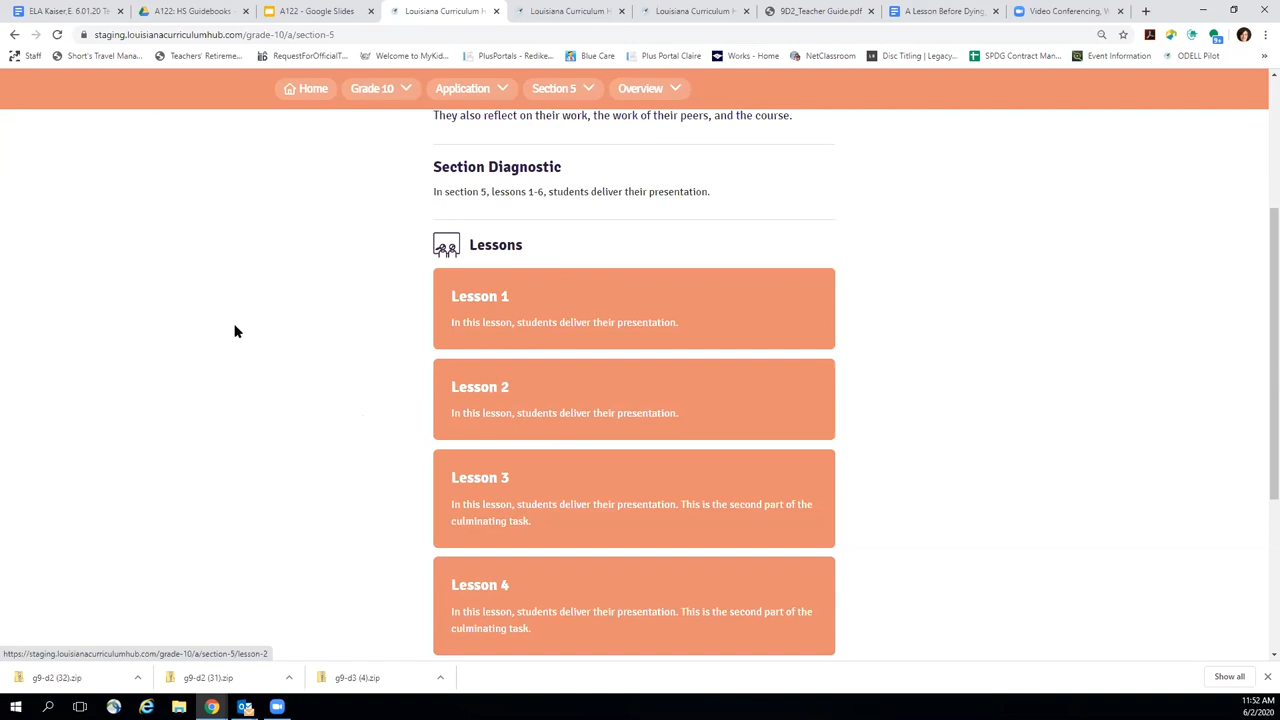 ELA Kaiser,E. 6.01.20 Tr
A122: HS Guidebooks
A122 - Google Slides
Louisiana Curriculum H
Louisiana Curriculum H
Louisiana Curriculum H
9D2_Teacher Guide.pdf
A Lesson Before Dying,
Video Conferencing, W
staging.louisianacurriculumhub.com/grade-10/a/section-5
Staff
Short's Travel Mana...
Teachers' Retireme...
RequestForOfficialT...
Welcome to MyKid...
PlusPortals - Redike...
Blue Care
Plus Portal Claire
Works - Home
NetClassroom
Disc Titling | Legacy...
SPDG Contract Man...
Event Information
ODELL Pilot
Home
Grade 10
Application
Section 5
Overview
They also reflect on their work, the work of their peers, and the course.
Section Diagnostic
In section 5, lessons 1-6, students deliver their presentation.
Lessons
Lesson 1
In this lesson, students deliver their presentation.
Lesson 2
In this lesson, students deliver their presentation.
Lesson 3
In this lesson, students deliver their presentation. This is the second part of the
culminating task.
Lesson 4
In this lesson, students deliver their presentation. This is the second part of the
culminating task.
https://staging.louisianacurriculumhub.com/grade-10/a/section-5/lesson-2
g9-d2 (32).zip
g9-d2 (31).zip
g9-d3 (4).zip
Show all
11:52 AM
6/2/2020